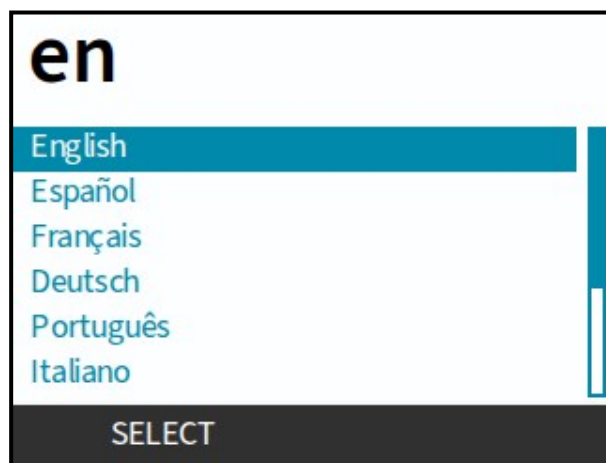 en
English
Español
Français
Deutsch
Português
Italiano
SELECT